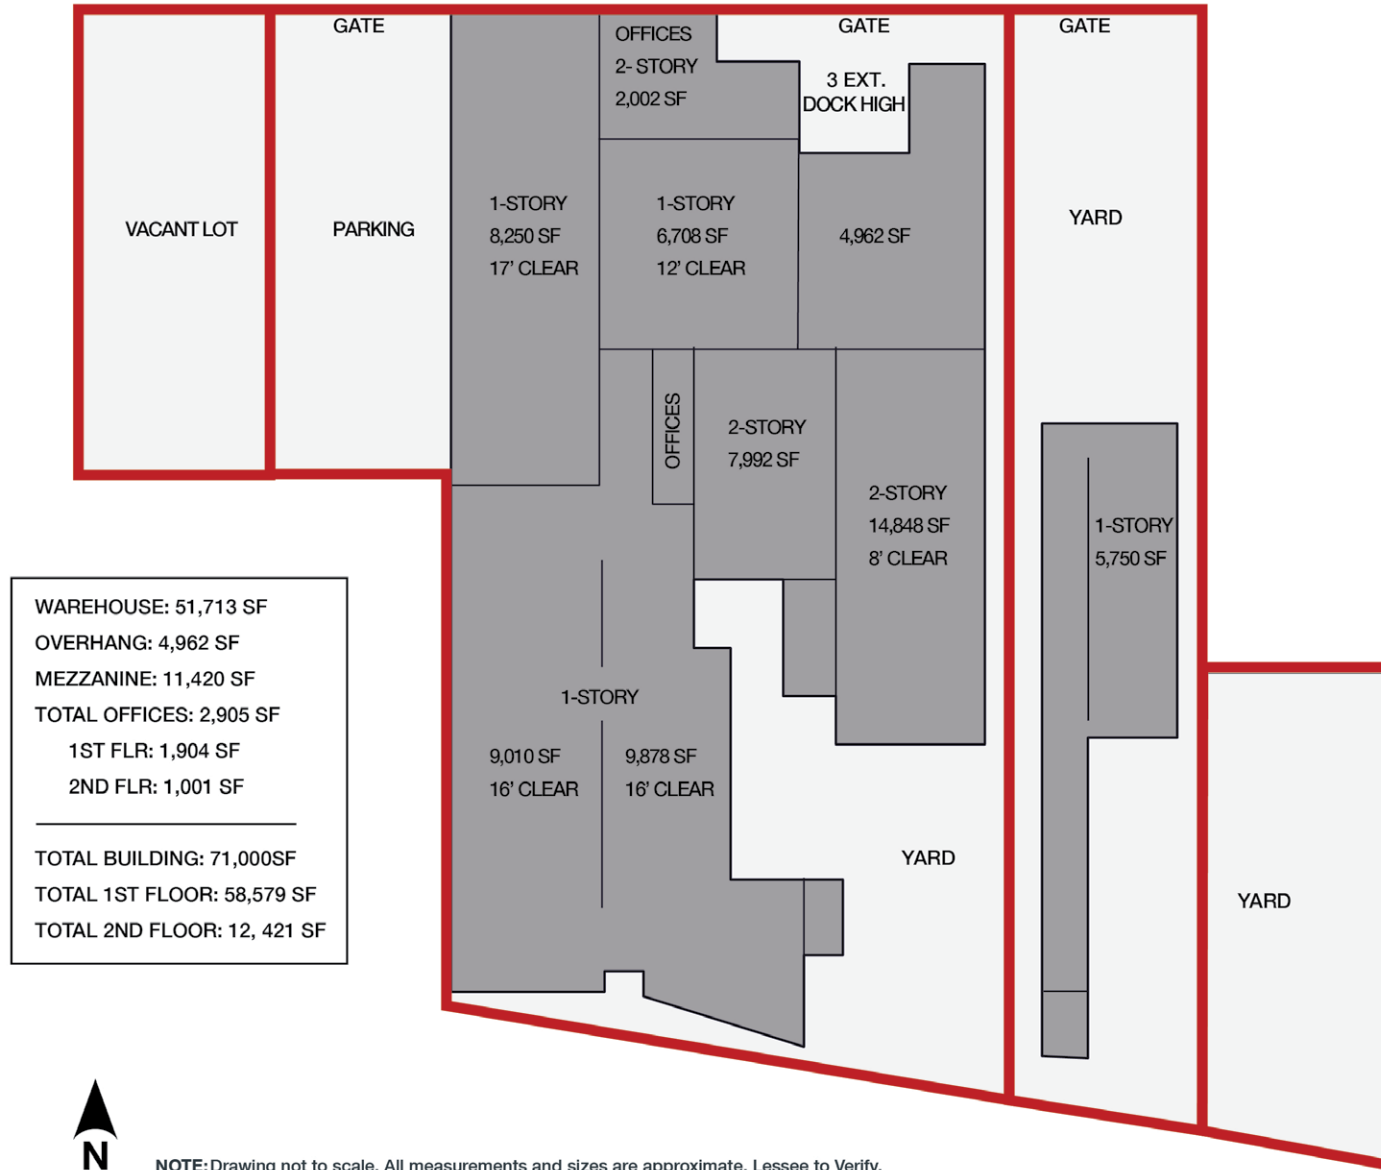 GATE
OFFICES
2- STORY
2,002 SF
GATE
3 EXT.
DOCK HIGH
GATE
VACANT LOT
PARKING
1-STORY
8,250 SF
17' CLEAR
1-STORY
6,708 SF
12' CLEAR
4,962 SF
YARD
OFFICES
2-STORY
7,992 SF
2-STORY
14,848 SF
8' CLEAR
1-STORY
5,750 SF
1-STORY
9,010 SF
16' CLEAR
9,878 SF
16' CLEAR
YARD
YARD
WAREHOUSE: 51,713 SF
OVERHANG: 4,962 SF
MEZZANINE: 11,420 SF
TOTAL OFFICES: 2,905 SF
1ST FLR: 1,904 SF
2ND FLR: 1,001 SF
TOTAL BUILDING: 71,000SF
TOTAL 1ST FLOOR: 58,579 SF
TOTAL 2ND FLOOR: 12, 421 SF
N
NOTE: Drawing not to scale. All measurements and sizes are approximate. Lessee to Verify.